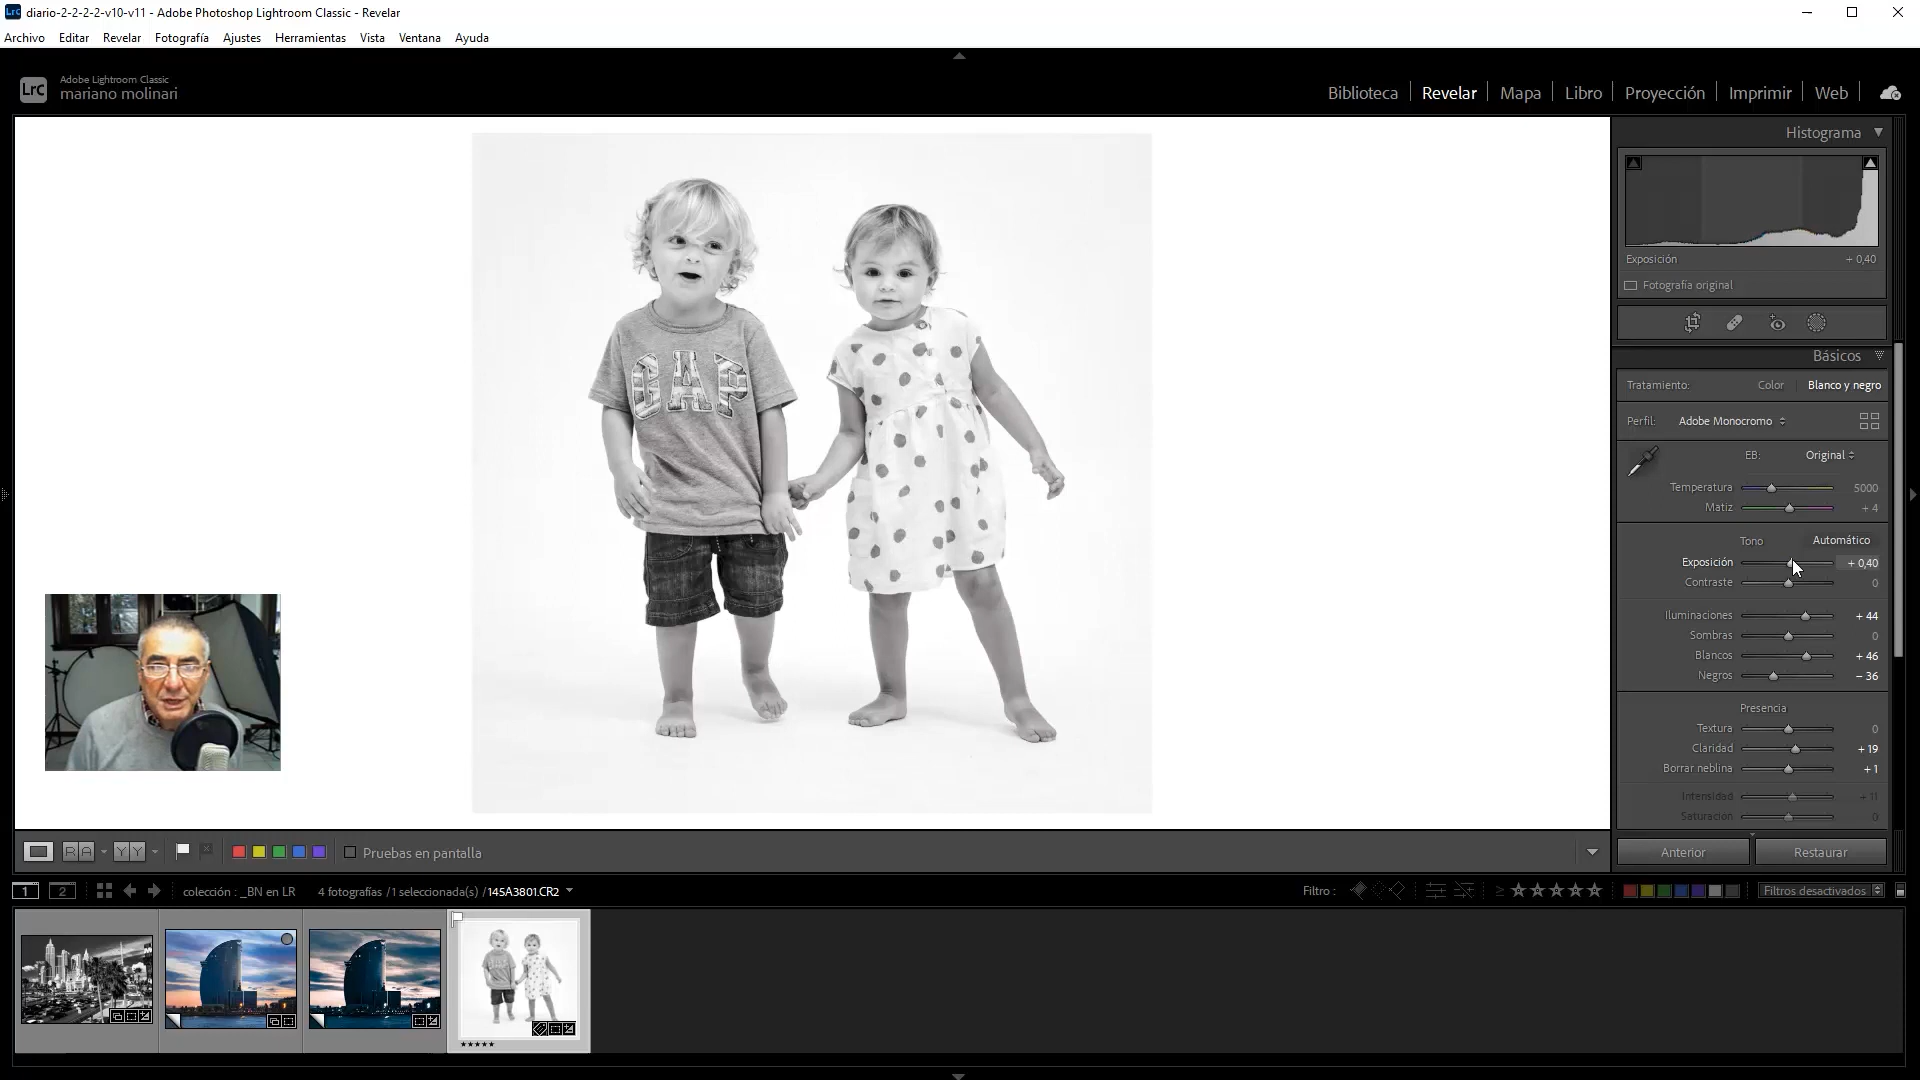 LrC diario-2-2-2-2-v10-v11 - Adobe Photoshop Lightroom Classic - Revelar
Archivo Editar Revelar Fotografía Ajustes Herramientas Vista Ventana Ayuda
LrC
Adobe Lightroom Classic
mariano molinari
Biblioteca Revelar Mapa Libro Proyección Imprimir Web
Histograma
Exposición + 0,40
Fotografía original
Básicos
Tratamiento: Color Blanco y negro
Perfil: Adobe Monocromo
EB: Original
Temperatura 5000
Matiz + 4
Tono Automático
Exposición + 0,40
Contraste 0
Iluminaciones + 44
Sombras 0
Blancos + 46
Negros − 36
Presencia
Textura 0
Claridad + 19
Borrar neblina + 1
Intensidad + 11
Saturación 0
Anterior Restaurar
GAP
R A Y Y Pruebas en pantalla
1 2 colección : _BN en LR 4 fotografías / 1 seleccionada(s) / 145A3801.CR2 Filtro : ≥ Filtros desactivados